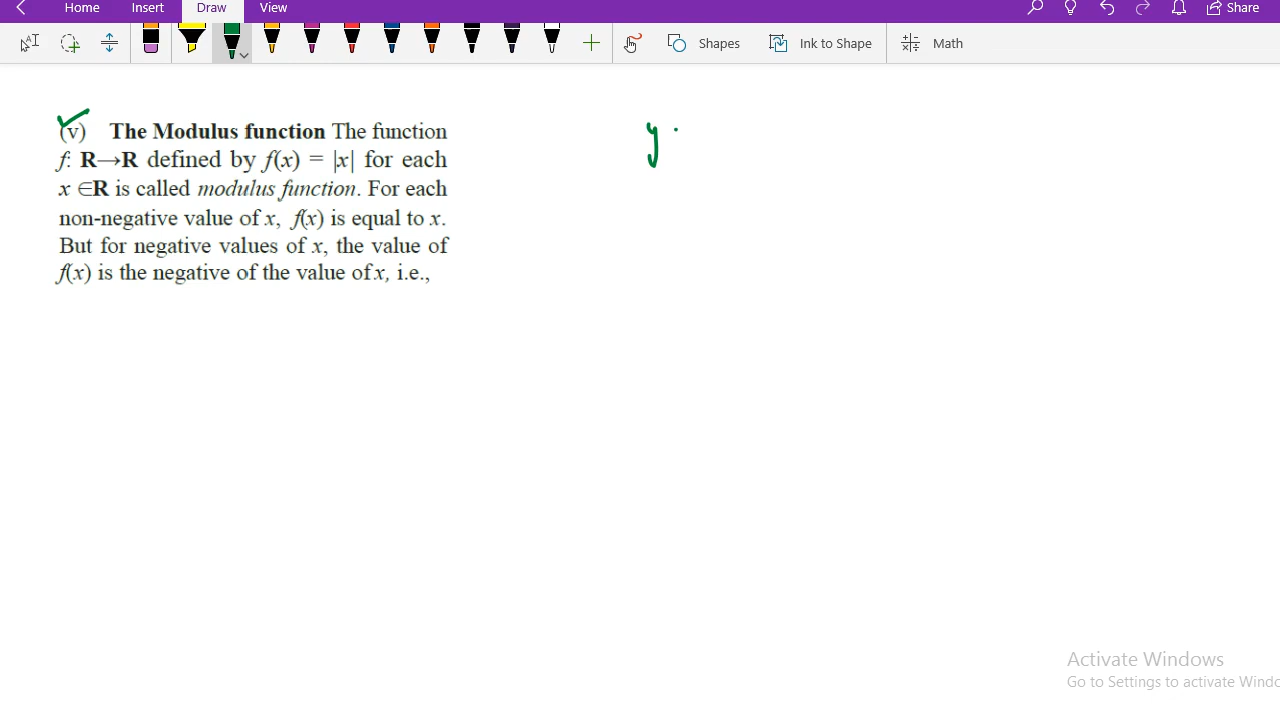 Home Insert Draw View Share
Shapes Ink to Shape Math
(v) The Modulus function The function
f: R→R defined by f(x) = |x| for each
x ∈R is called modulus function. For each
non-negative value of x, f(x) is equal to x.
But for negative values of x, the value of
f(x) is the negative of the value of x, i.e.,
y
Activate Windows
Go to Settings to activate Windo